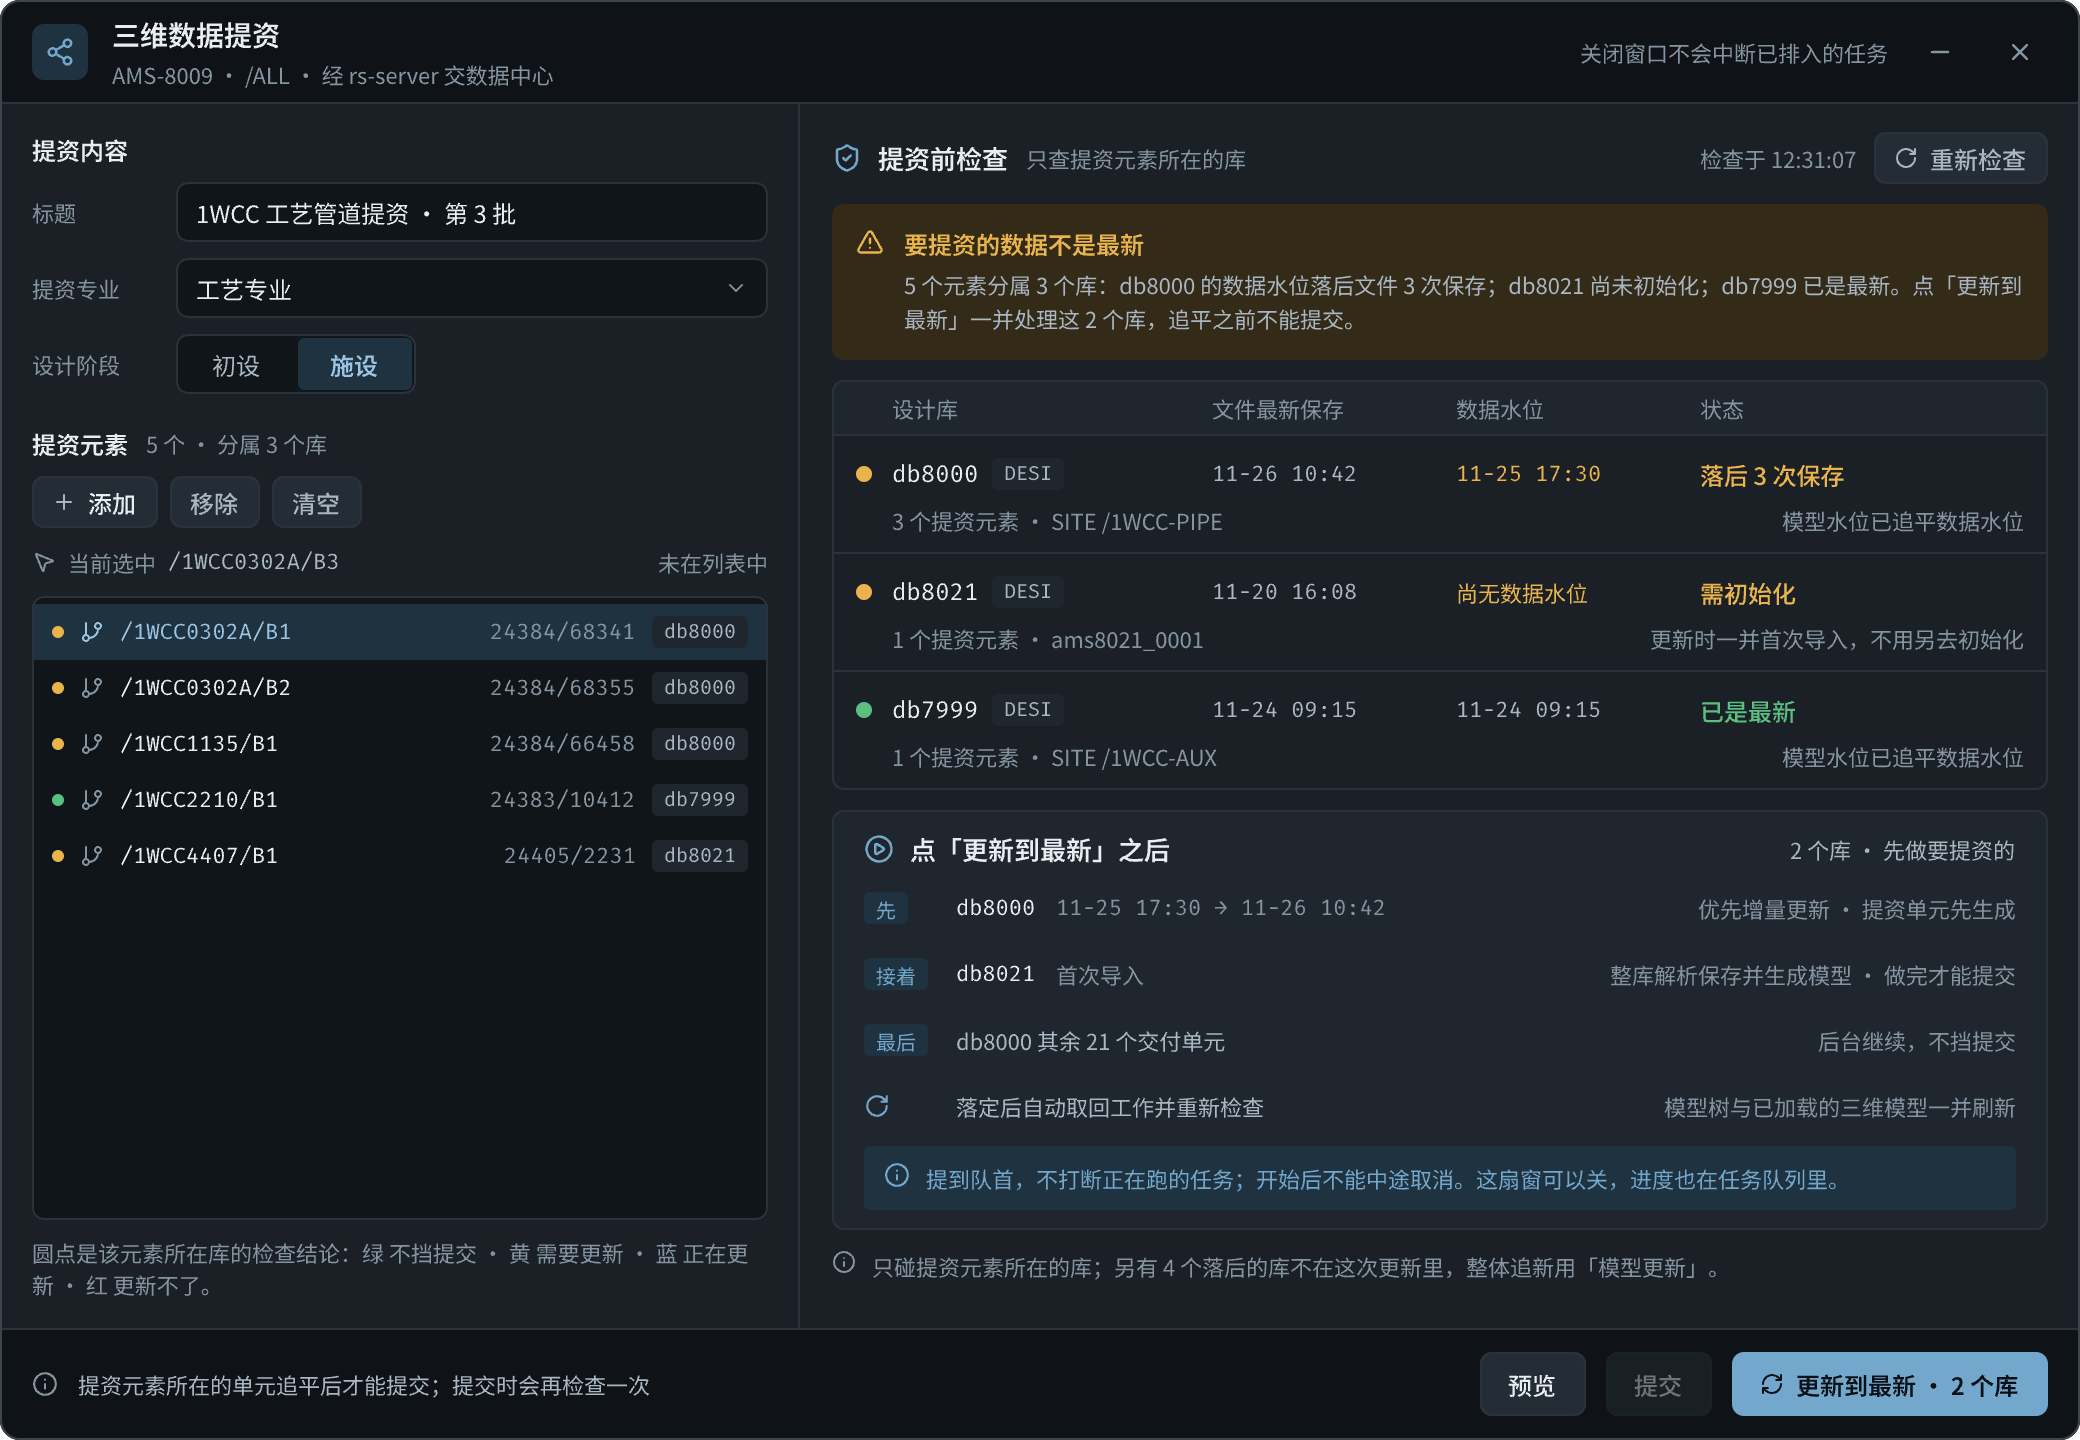 三维数据提资
AMS-8009 · /ALL · 经 rs-server 交数据中心
关闭窗口不会中断已排入的任务
提资内容
标题
1WCC 工艺管道提资 · 第 3 批
提资专业
工艺专业
设计阶段
初设
施设
提资元素 5 个 · 分属 3 个库
添加
移除
清空
当前选中 /1WCC0302A/B3 未在列表中
/1WCC0302A/B1 24384/68341 db8000
/1WCC0302A/B2 24384/68355 db8000
/1WCC1135/B1 24384/66458 db8000
/1WCC2210/B1 24383/10412 db7999
/1WCC4407/B1 24405/2231 db8021
圆点是该元素所在库的检查结论：绿 不挡提交 · 黄 需要更新 · 蓝 正在更
新 · 红 更新不了。
提资前检查 只查提资元素所在的库
检查于 12:31:07
重新检查
要提资的数据不是最新
5 个元素分属 3 个库：db8000 的数据水位落后文件 3 次保存；db8021 尚未初始化；db7999 已是最新。点「更新到
最新」一并处理这 2 个库，追平之前不能提交。
设计库 文件最新保存 数据水位 状态
db8000 DESI 11-26 10:42 11-25 17:30 落后 3 次保存
3 个提资元素 · SITE /1WCC-PIPE 模型水位已追平数据水位
db8021 DESI 11-20 16:08 尚无数据水位 需初始化
1 个提资元素 · ams8021_0001 更新时一并首次导入，不用另去初始化
db7999 DESI 11-24 09:15 11-24 09:15 已是最新
1 个提资元素 · SITE /1WCC-AUX 模型水位已追平数据水位
点「更新到最新」之后 2 个库 · 先做要提资的
先 db8000 11-25 17:30 → 11-26 10:42 优先增量更新 · 提资单元先生成
接着 db8021 首次导入 整库解析保存并生成模型 · 做完才能提交
最后 db8000 其余 21 个交付单元 后台继续，不挡提交
落定后自动取回工作并重新检查 模型树与已加载的三维模型一并刷新
提到队首，不打断正在跑的任务；开始后不能中途取消。这扇窗可以关，进度也在任务队列里。
只碰提资元素所在的库；另有 4 个落后的库不在这次更新里，整体追新用「模型更新」。
提资元素所在的单元追平后才能提交；提交时会再检查一次
预览
提交
更新到最新 · 2 个库